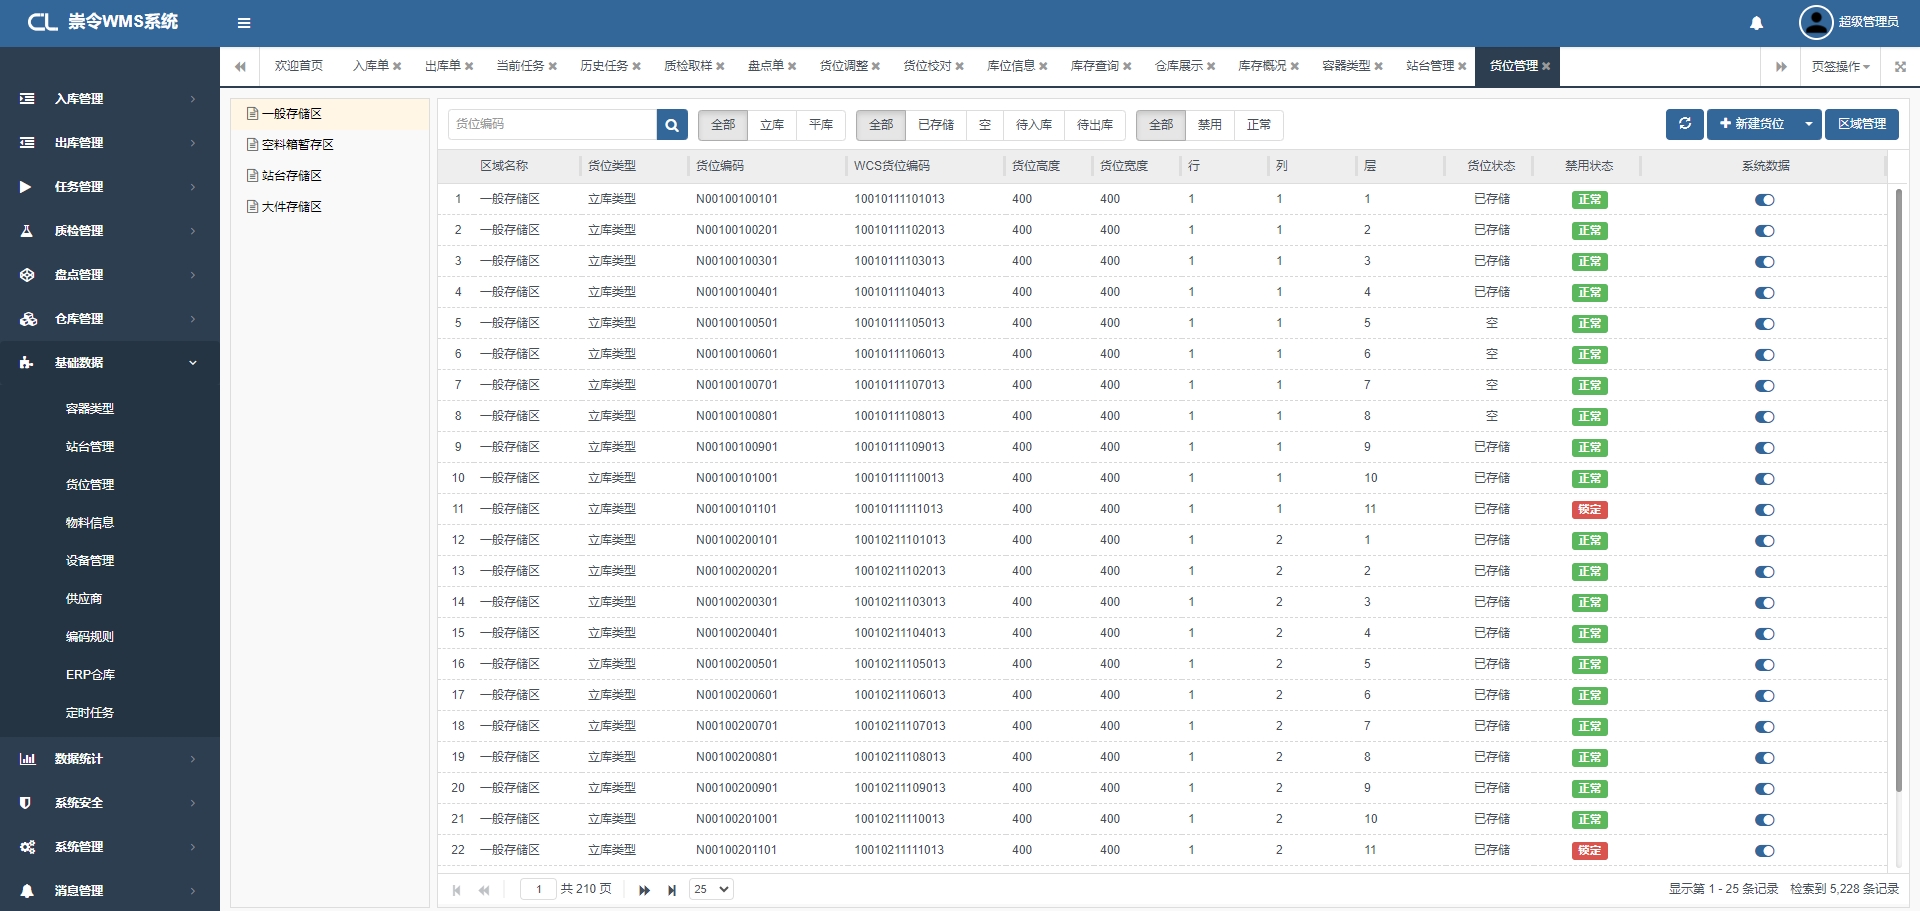 CL 崇令WMS系统
超级管理员
欢迎首页 入库单 出库单 当前任务 历史任务 质检取样 盘点单 货位调整 货位校对 库位信息 库存查询 仓库展示 库存概况 容器类型 站台管理 货位管理 页签操作
入库管理
出库管理
任务管理
质检管理
盘点管理
仓库管理
基础数据
容器类型
站台管理
货位管理
物料信息
设备管理
供应商
编码规则
ERP仓库
定时任务
数据统计
系统安全
系统管理
消息管理
一般存储区
空料箱暂存区
站台存储区
大件存储区
货位编码 全部 立库 平库 全部 已存储 空 待入库 待出库 全部 禁用 正常 新建货位 区域管理
区域名称 货位类型 货位编码 WCS货位编码 货位高度 货位宽度 行 列 层 货位状态 禁用状态 系统数据
1 一般存储区 立库类型 N00100100101 10010111101013 400 400 1 1 1 已存储 正常
2 一般存储区 立库类型 N00100100201 10010111102013 400 400 1 1 2 已存储 正常
3 一般存储区 立库类型 N00100100301 10010111103013 400 400 1 1 3 已存储 正常
4 一般存储区 立库类型 N00100100401 10010111104013 400 400 1 1 4 已存储 正常
5 一般存储区 立库类型 N00100100501 10010111105013 400 400 1 1 5 空 正常
6 一般存储区 立库类型 N00100100601 10010111106013 400 400 1 1 6 空 正常
7 一般存储区 立库类型 N00100100701 10010111107013 400 400 1 1 7 空 正常
8 一般存储区 立库类型 N00100100801 10010111108013 400 400 1 1 8 空 正常
9 一般存储区 立库类型 N00100100901 10010111109013 400 400 1 1 9 已存储 正常
10 一般存储区 立库类型 N00100101001 10010111110013 400 400 1 1 10 已存储 正常
11 一般存储区 立库类型 N00100101101 10010111111013 400 400 1 1 11 已存储 锁定
12 一般存储区 立库类型 N00100200101 10010211101013 400 400 1 2 1 已存储 正常
13 一般存储区 立库类型 N00100200201 10010211102013 400 400 1 2 2 已存储 正常
14 一般存储区 立库类型 N00100200301 10010211103013 400 400 1 2 3 已存储 正常
15 一般存储区 立库类型 N00100200401 10010211104013 400 400 1 2 4 已存储 正常
16 一般存储区 立库类型 N00100200501 10010211105013 400 400 1 2 5 已存储 正常
17 一般存储区 立库类型 N00100200601 10010211106013 400 400 1 2 6 已存储 正常
18 一般存储区 立库类型 N00100200701 10010211107013 400 400 1 2 7 已存储 正常
19 一般存储区 立库类型 N00100200801 10010211108013 400 400 1 2 8 已存储 正常
20 一般存储区 立库类型 N00100200901 10010211109013 400 400 1 2 9 已存储 正常
21 一般存储区 立库类型 N00100201001 10010211110013 400 400 1 2 10 已存储 正常
22 一般存储区 立库类型 N00100201101 10010211111013 400 400 1 2 11 已存储 锁定
1 共 210 页 25 显示第 1 - 25 条记录 检索到 5,228 条记录